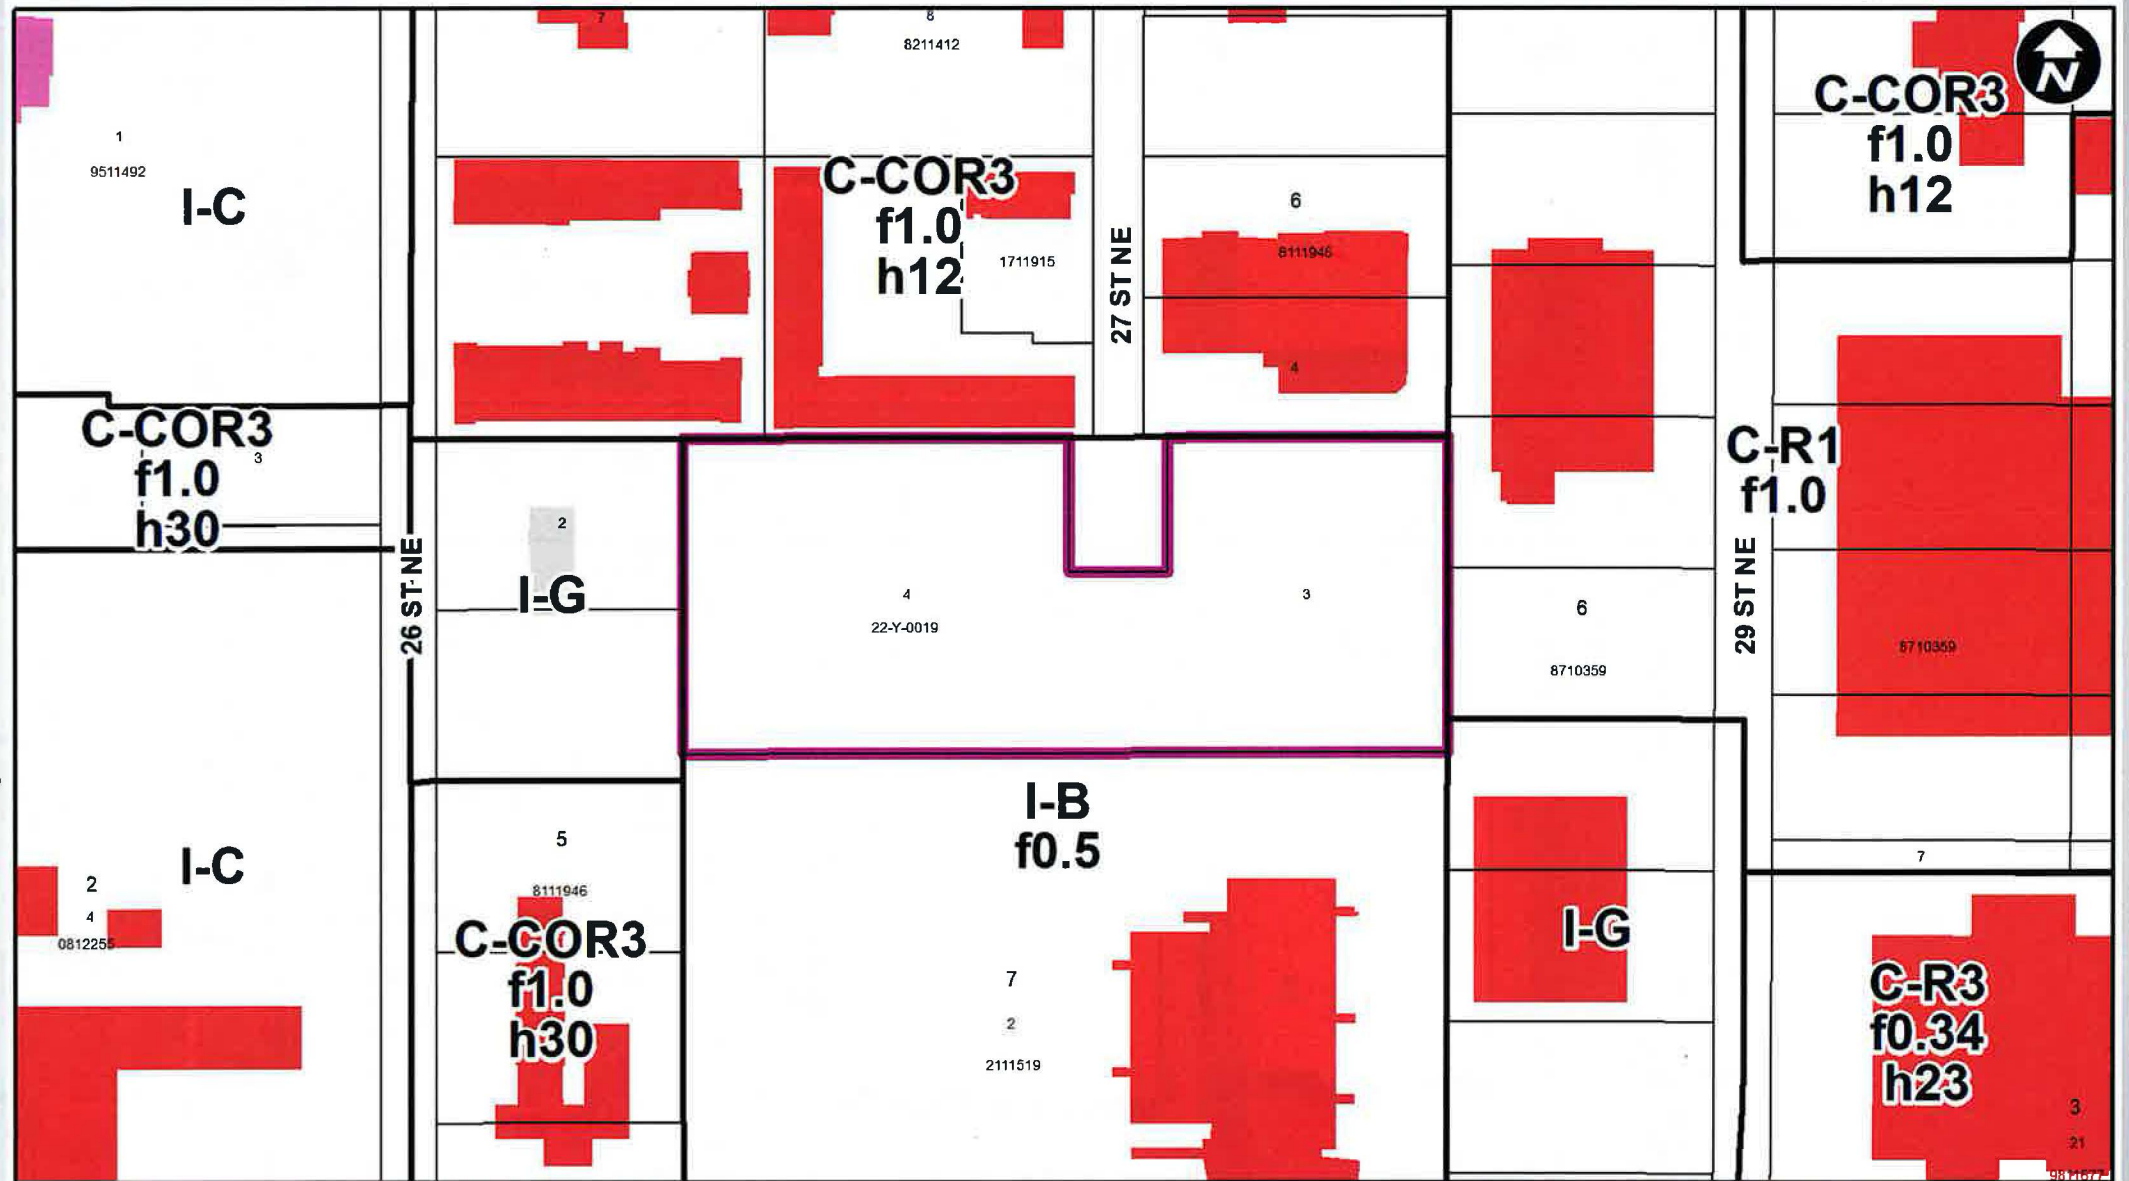 7
8
8211412
N
C-COR3
f1.0
h12
1
9511492
I-C
C-COR3
f1.0
h12
1711915
27 ST NE
6
8111946
4
C-COR3
f1.0
h30
3
26 ST NE
2
I-G
4
22-Y-0019
3
C-R1
f1.0
29 ST NE
6
8710359
8710359
I-B
f0.5
5
8111946
C-COR3
f1.0
h30
I-C
2
4
0812255
7
2
2111519
I-G
7
C-R3
f0.34
h23
3
21